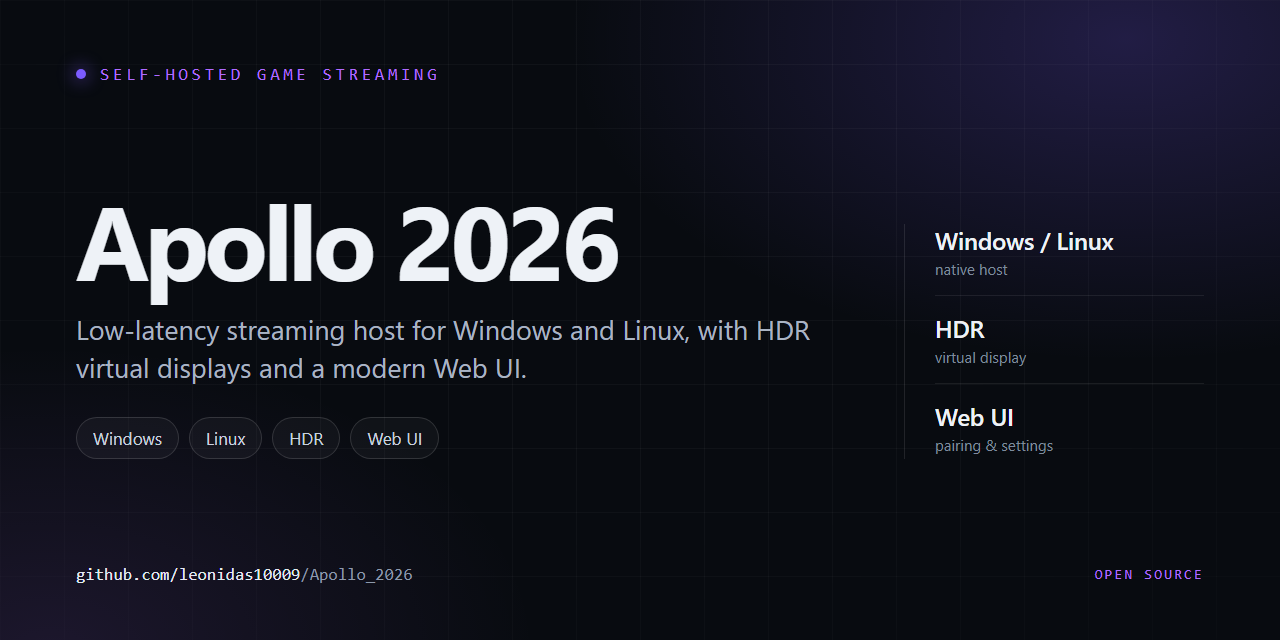 SELF-HOSTED GAME STREAMING
Apollo 2026
Low-latency streaming host for Windows and Linux, with HDR
virtual displays and a modern Web UI.
Windows
Linux
HDR
Web UI
Windows / Linux
native host
HDR
virtual display
Web UI
pairing & settings
github.com/leonidas10009/Apollo_2026
OPEN SOURCE